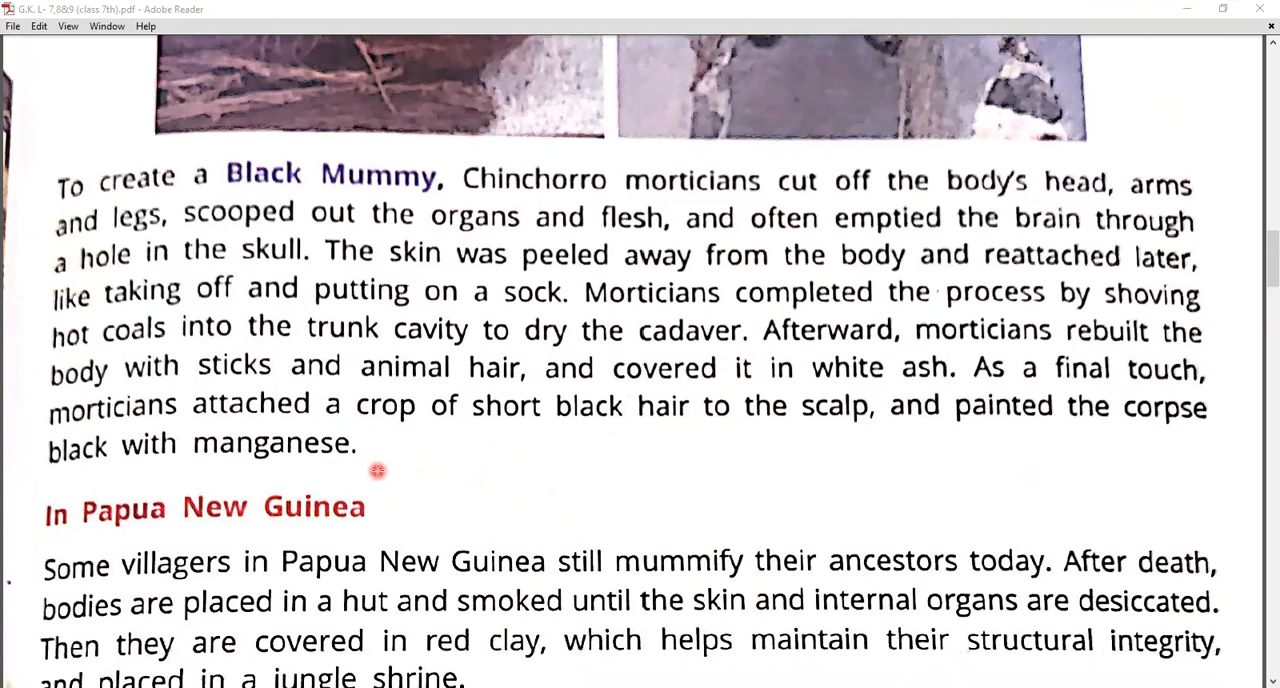 G.K. L- 7,8&9 (class 7th).pdf - Adobe Reader
File Edit View Window Help
To create a Black Mummy, Chinchorro morticians cut off the body's head, arms
and legs, scooped out the organs and flesh, and often emptied the brain through
a hole in the skull. The skin was peeled away from the body and reattached later,
like taking off and putting on a sock. Morticians completed the process by shoving
hot coals into the trunk cavity to dry the cadaver. Afterward, morticians rebuilt the
body with sticks and animal hair, and covered it in white ash. As a final touch,
morticians attached a crop of short black hair to the scalp, and painted the corpse
black with manganese.
In Papua New Guinea
Some villagers in Papua New Guinea still mummify their ancestors today. After death,
bodies are placed in a hut and smoked until the skin and internal organs are desiccated.
Then they are covered in red clay, which helps maintain their structural integrity,
and placed in a jungle shrine.